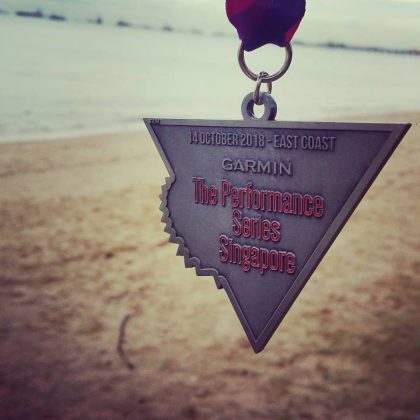 14 OCTOBER 2018 - EAST COAST
GARMIN
The Performance
Series
Singapore